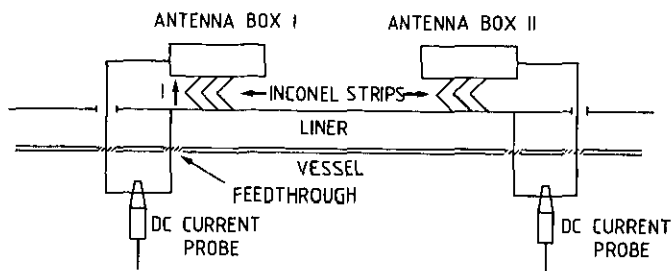 ANTENNA BOX I
ANTENNA BOX II
I
INCONEL STRIPS
LINER
VESSEL
FEEDTHROUGH
DC CURRENT
PROBE
DC CURRENT
PROBE